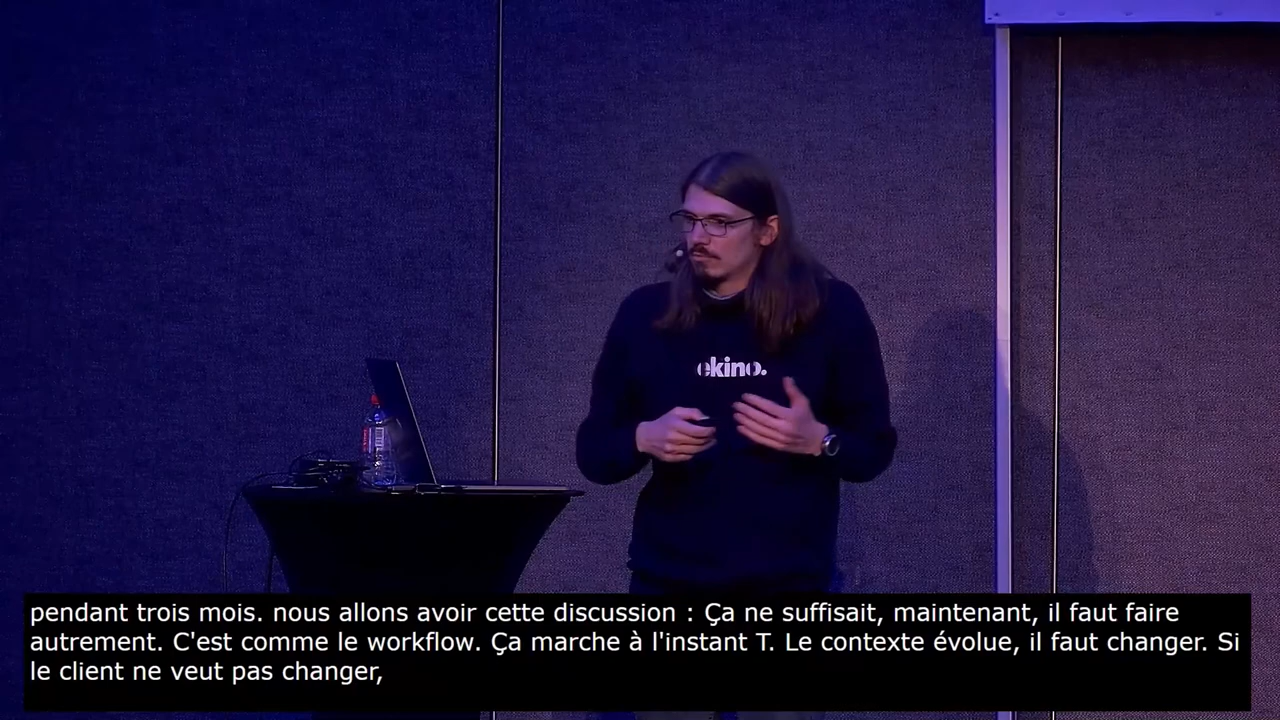 ekino.
pendant trois mois. nous allons avoir cette discussion : Ça ne suffisait, maintenant, il faut faire
autrement. C'est comme le workflow. Ça marche à l'instant T. Le contexte évolue, il faut changer. Si
le client ne veut pas changer,